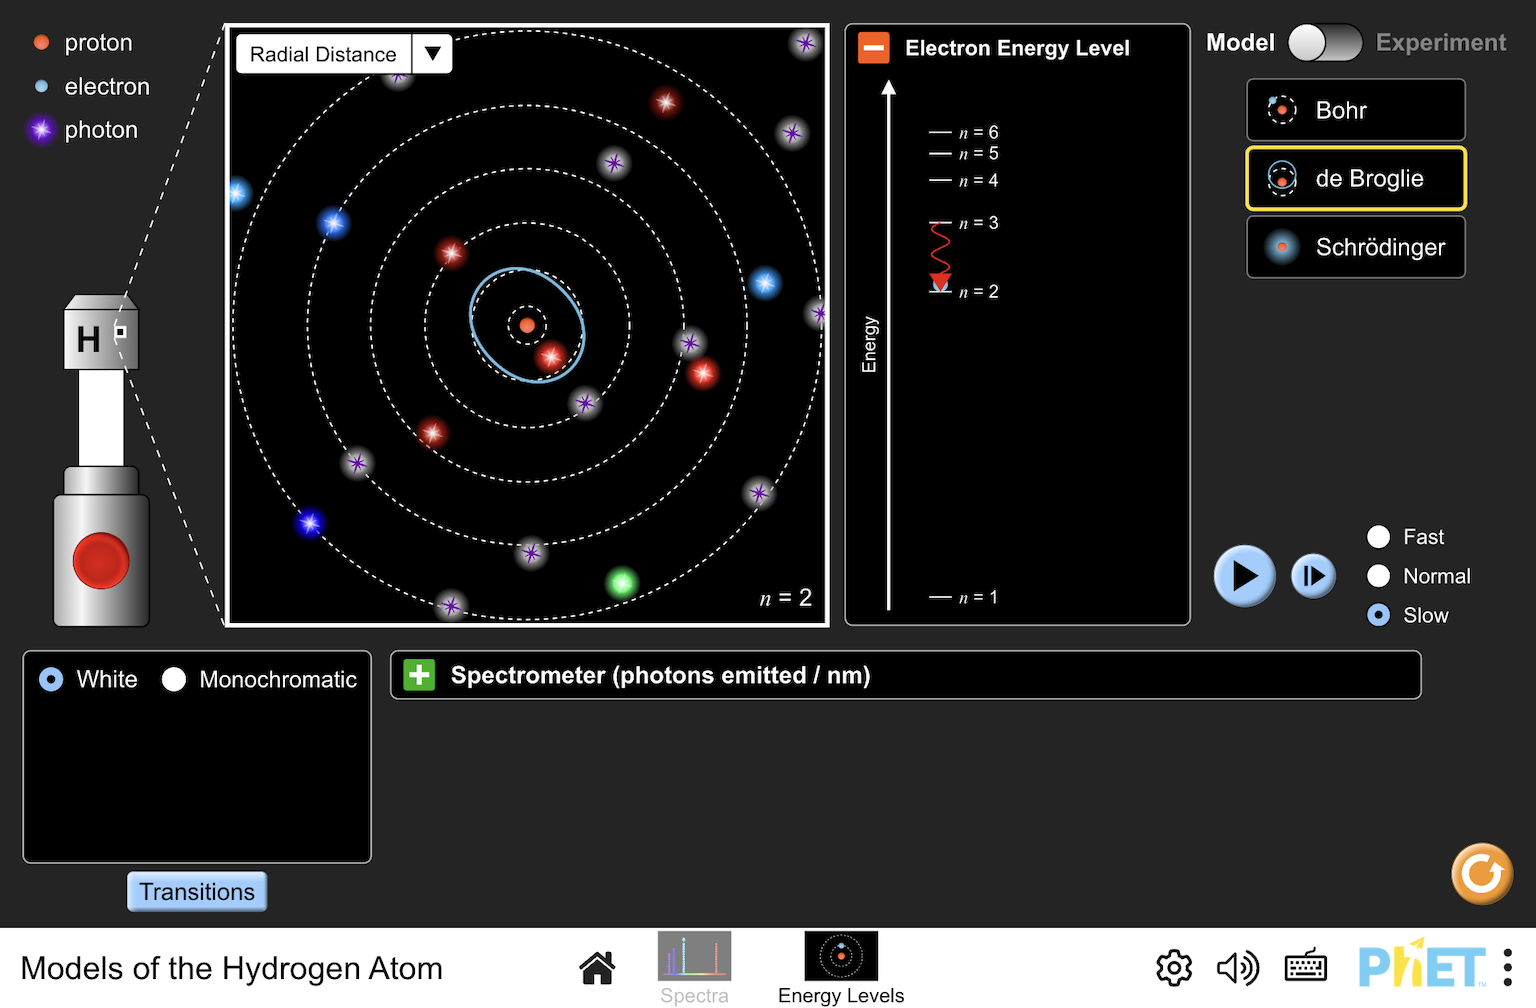 proton
electron
photon
H
Radial Distance ▼
n = 2
Electron Energy Level
Energy
n = 6
n = 5
n = 4
n = 3
n = 2
n = 1
Model Experiment
Bohr
de Broglie
Schrödinger
Fast
Normal
Slow
White Monochromatic
Transitions
Spectrometer (photons emitted / nm)
Models of the Hydrogen Atom
Spectra
Energy Levels
PhET™